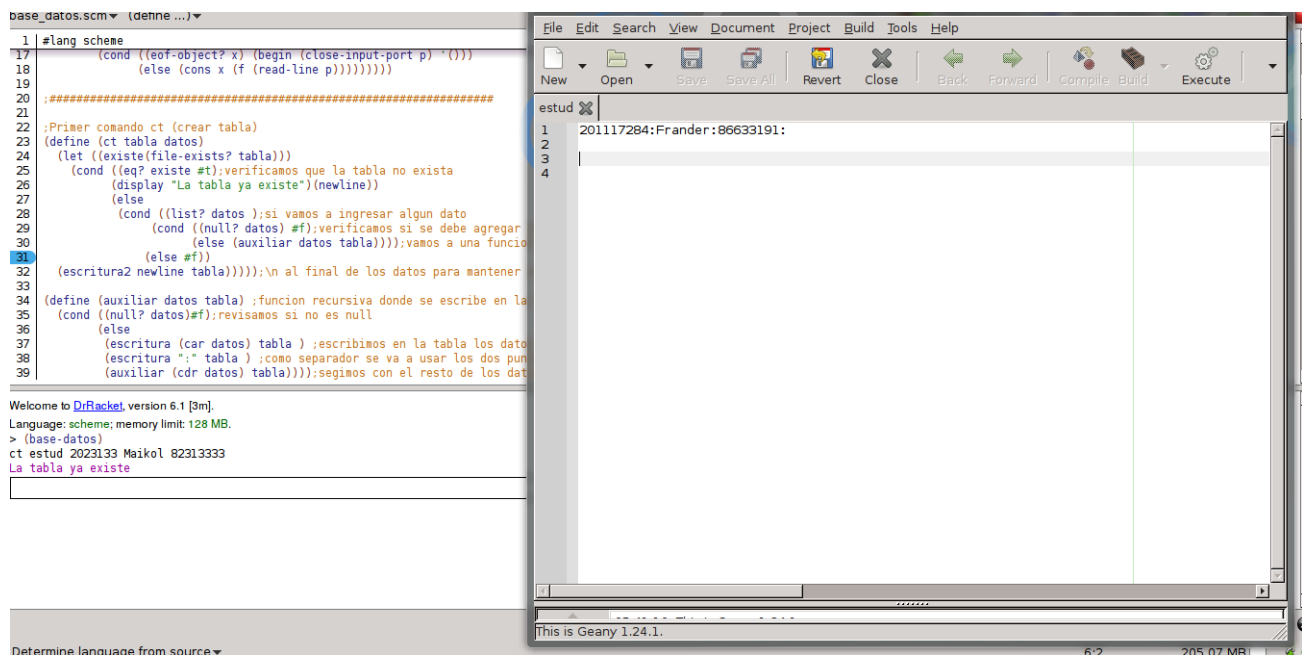 base_datos.scm (define ...)
1 #lang scheme
17 (cond ((eof-object? x) (begin (close-input-port p) '()))
18 (else (cons x (f (read-line p)))))))))
19
20 ;##################################################################
21
22 ;Primer comando ct (crear tabla)
23 (define (ct tabla datos)
24 (let ((existe(file-exists? tabla)))
25 (cond ((eq? existe #t);verificamos que la tabla no exista
26 (display "La tabla ya existe")(newline))
27 (else
28 (cond ((list? datos );si vamos a ingresar algun dato
29 (cond ((null? datos) #f);verificamos si se debe agregar
30 (else (auxiliar datos tabla))));vamos a una funcio
31 (else #f))
32 (escritura2 newline tabla)))));\n al final de los datos para mantener
33
34 (define (auxiliar datos tabla) ;funcion recursiva donde se escribe en la
35 (cond ((null? datos)#f);revisamos si no es null
36 (else
37 (escritura (car datos) tabla ) ;escribimos en la tabla los dato
38 (escritura ":" tabla ) ;como separador se va a usar los dos pun
39 (auxiliar (cdr datos) tabla))));segimos con el resto de los dat
Welcome to DrRacket, version 6.1 [3m].
Language: scheme; memory limit: 128 MB.
> (base-datos)
ct estud 2023133 Maikol 82313333
La tabla ya existe
Determine language from source
6:2 205.07 MB
File Edit Search View Document Project Build Tools Help
New Open Save Save All Revert Close Back Forward Compile Build Execute
estud
1 201117284:Frander:86633191:
2
3
4
This is Geany 1.24.1.